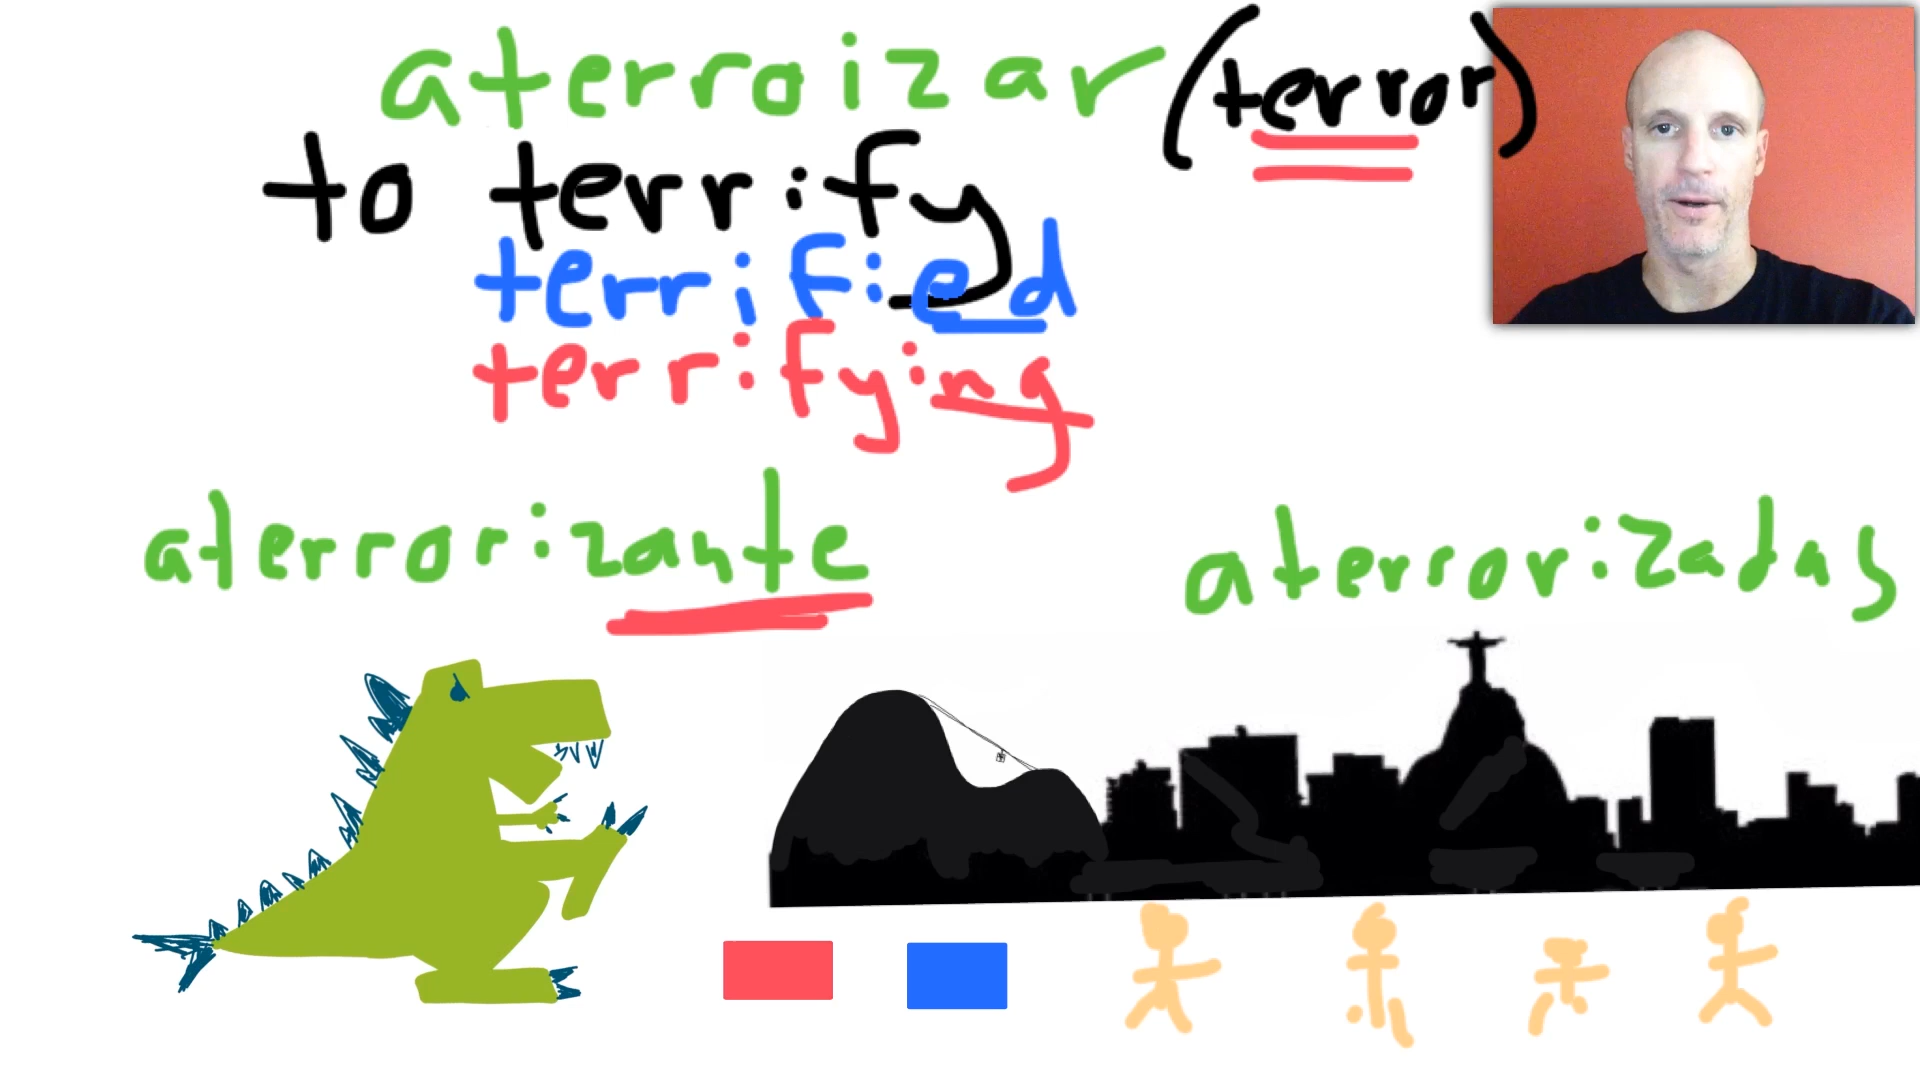 aterroizar (terror)
to terrify
terrified
terrifying
aterrorizante
aterrorizadas